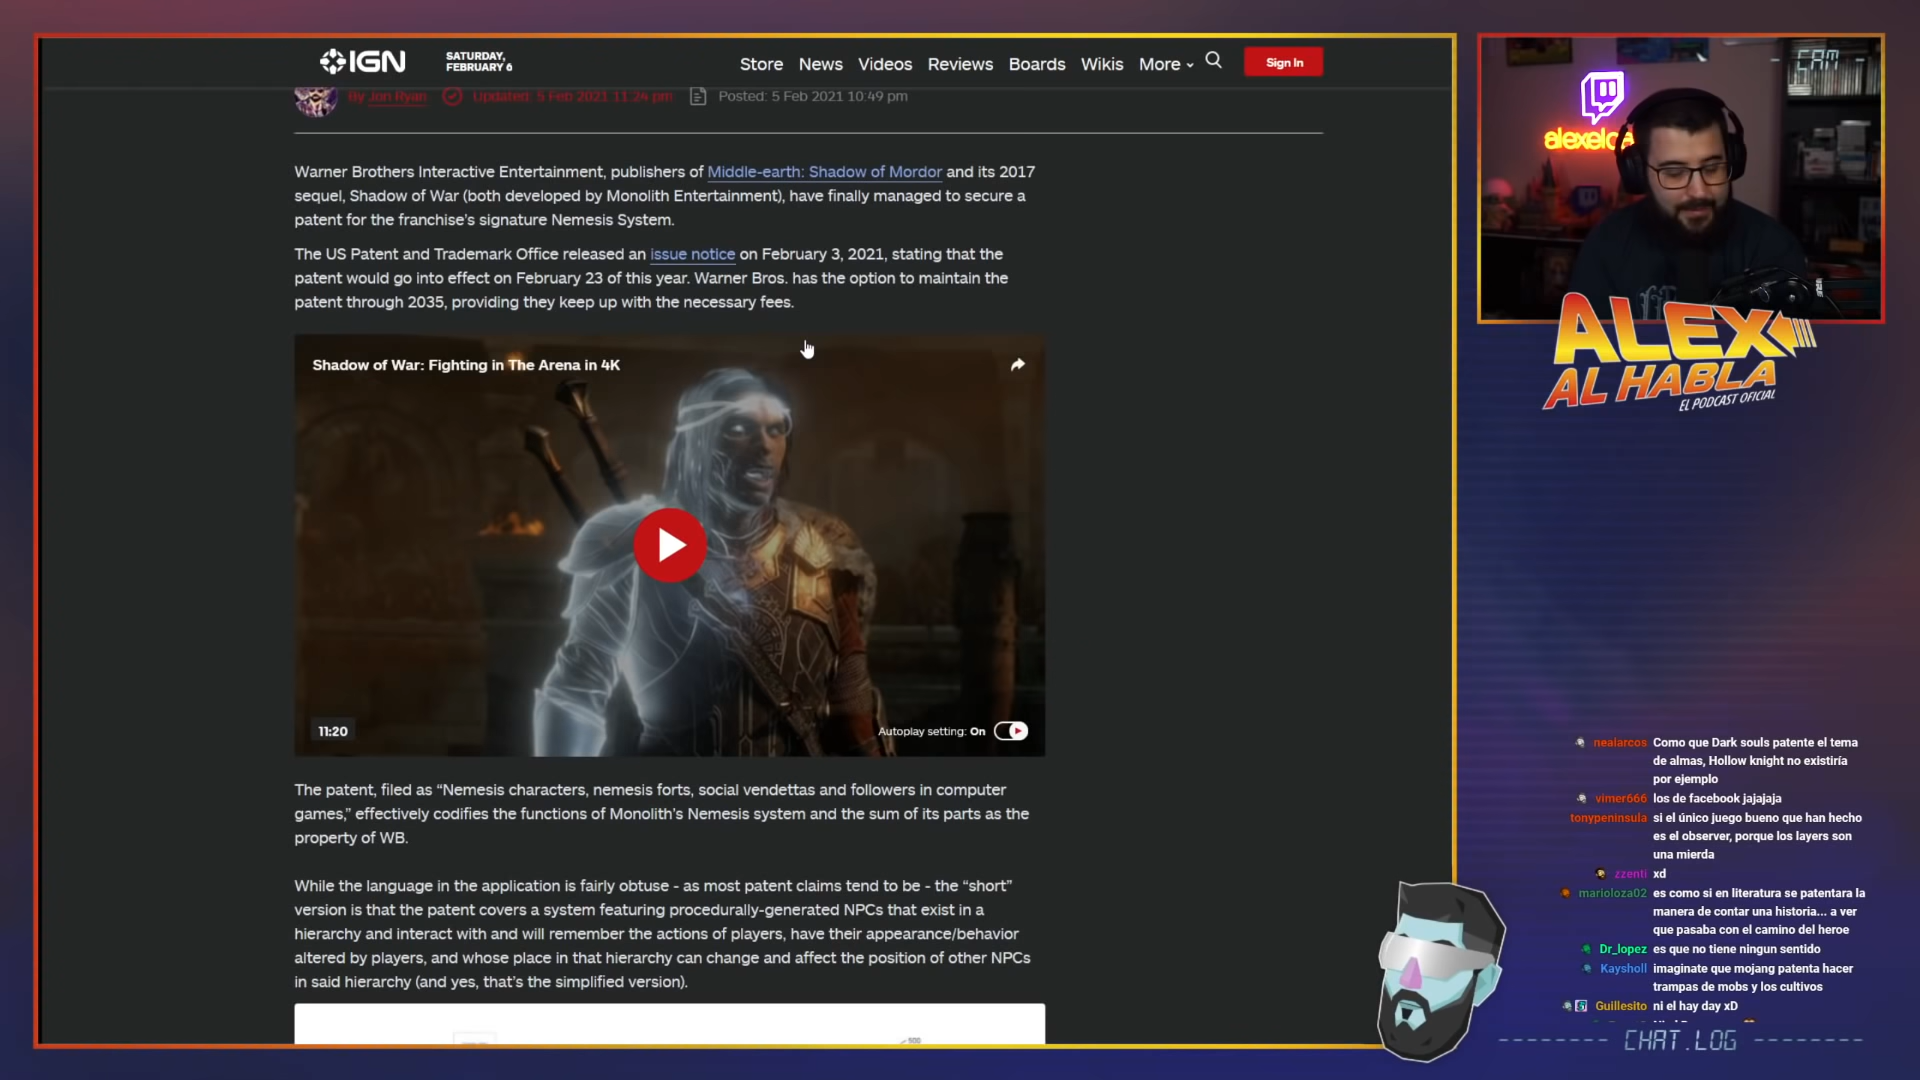 IGN
SATURDAY,
FEBRUARY 6
Store News Videos Reviews Boards Wikis More
Sign In
By Jon Ryan Updated: 5 Feb 2021 11:24 pm Posted: 5 Feb 2021 10:49 pm
Warner Brothers Interactive Entertainment, publishers of Middle-earth: Shadow of Mordor and its 2017
sequel, Shadow of War (both developed by Monolith Entertainment), have finally managed to secure a
patent for the franchise's signature Nemesis System.
The US Patent and Trademark Office released an issue notice on February 3, 2021, stating that the
patent would go into effect on February 23 of this year. Warner Bros. has the option to maintain the
patent through 2035, providing they keep up with the necessary fees.
Shadow of War: Fighting in The Arena in 4K
11:20
Autoplay setting: On
The patent, filed as “Nemesis characters, nemesis forts, social vendettas and followers in computer
games,” effectively codifies the functions of Monolith's Nemesis system and the sum of its parts as the
property of WB.
While the language in the application is fairly obtuse - as most patent claims tend to be - the “short”
version is that the patent covers a system featuring procedurally-generated NPCs that exist in a
hierarchy and interact with and will remember the actions of players, have their appearance/behavior
altered by players, and whose place in that hierarchy can change and affect the position of other NPCs
in said hierarchy (and yes, that's the simplified version).
500
CAM
ALEX
AL HABLA
EL PODCAST OFICIAL
nealarcos Como que Dark souls patente el tema
de almas, Hollow knight no existiría
por ejemplo
vimer666 los de facebook jajajaja
tonypeninsula si el único juego bueno que han hecho
es el observer, porque los layers son
una mierda
zzenti xd
marioloza02 es como si en literatura se patentara la
manera de contar una historia... a ver
que pasaba con el camino del heroe
Dr_lopez es que no tiene ningun sentido
Kaysholl imaginate que mojang patenta hacer
trampas de mobs y los cultivos
Guillesito ni el hay day xD
CHAT.LOG